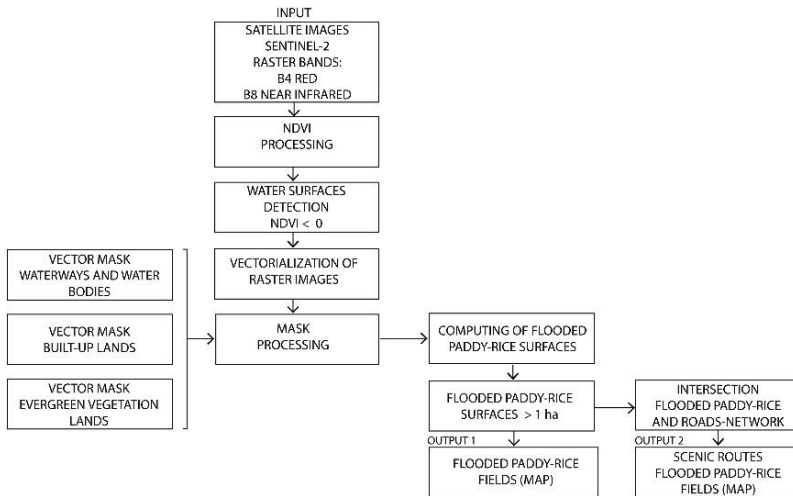 INPUT
SATELLITE IMAGES
SENTINEL-2
RASTER BANDS:
B4 RED
B8 NEAR INFRARED
NDVI
PROCESSING
WATER SURFACES
DETECTION
NDVI < 0
VECTORIALIZATION OF
RASTER IMAGES
VECTOR MASK
WATERWAYS AND WATER
BODIES
VECTOR MASK
BUILT-UP LANDS
VECTOR MASK
EVERGREEN VEGETATION
LANDS
MASK
PROCESSING
COMPUTING OF FLOODED
PADDY-RICE SURFACES
FLOODED PADDY-RICE
SURFACES > 1 ha
INTERSECTION
FLOODED PADDY-RICE
AND ROADS-NETWORK
OUTPUT 1
FLOODED PADDY-RICE
FIELDS (MAP)
OUTPUT 2
SCENIC ROUTES
FLOODED PADDY-RICE
FIELDS (MAP)